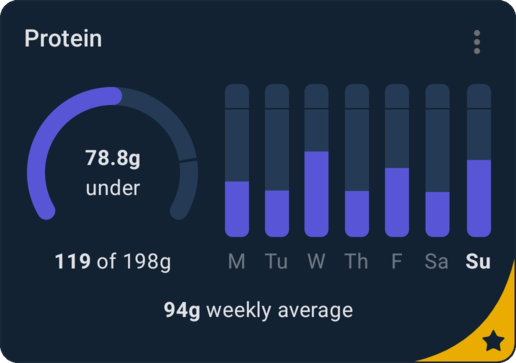 Protein
78.8g
under
119 of 198g
M Tu W Th F Sa Su
94g weekly average